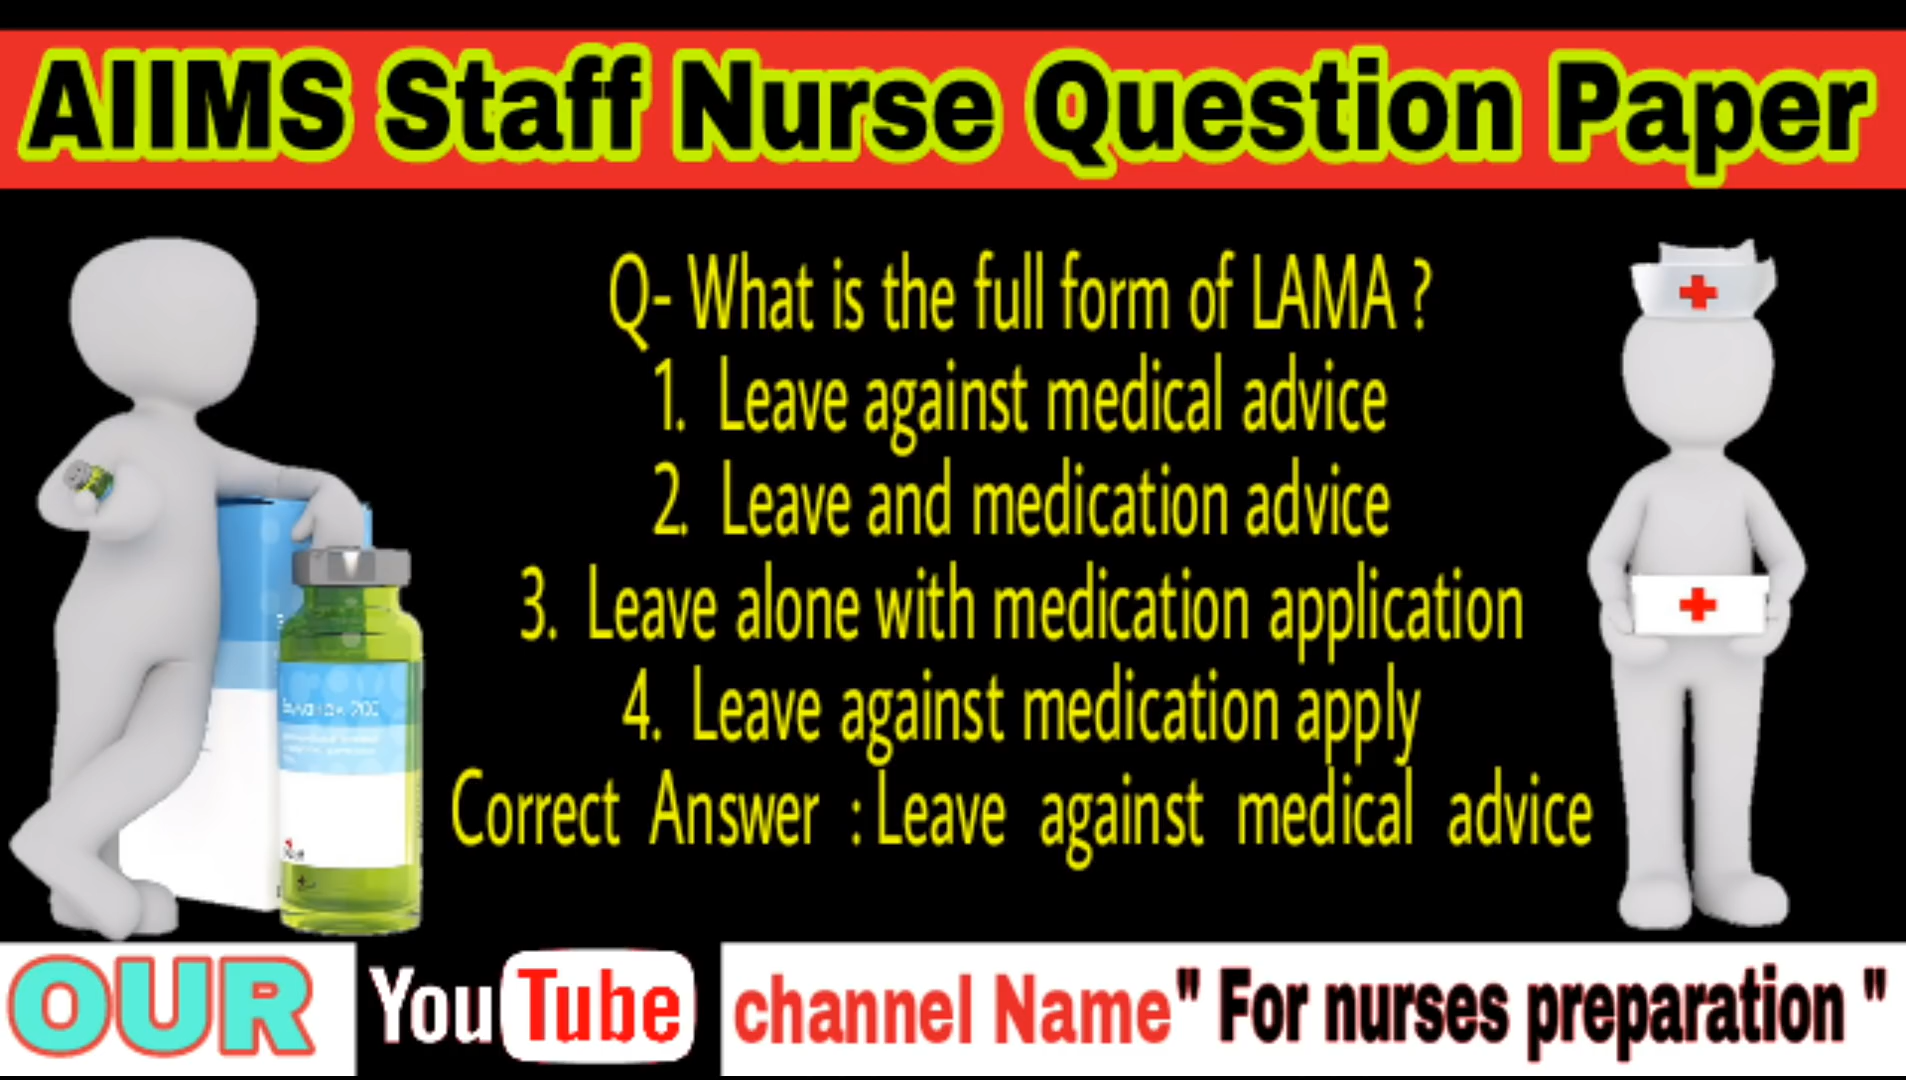 AIIMS Staff Nurse Question Paper
Q- What is the full form of LAMA ?
1. Leave against medical advice
2. Leave and medication advice
3. Leave alone with medication application
4. Leave against medication apply
Correct Answer : Leave against medical advice
OUR YouTube channel Name " For nurses preparation "